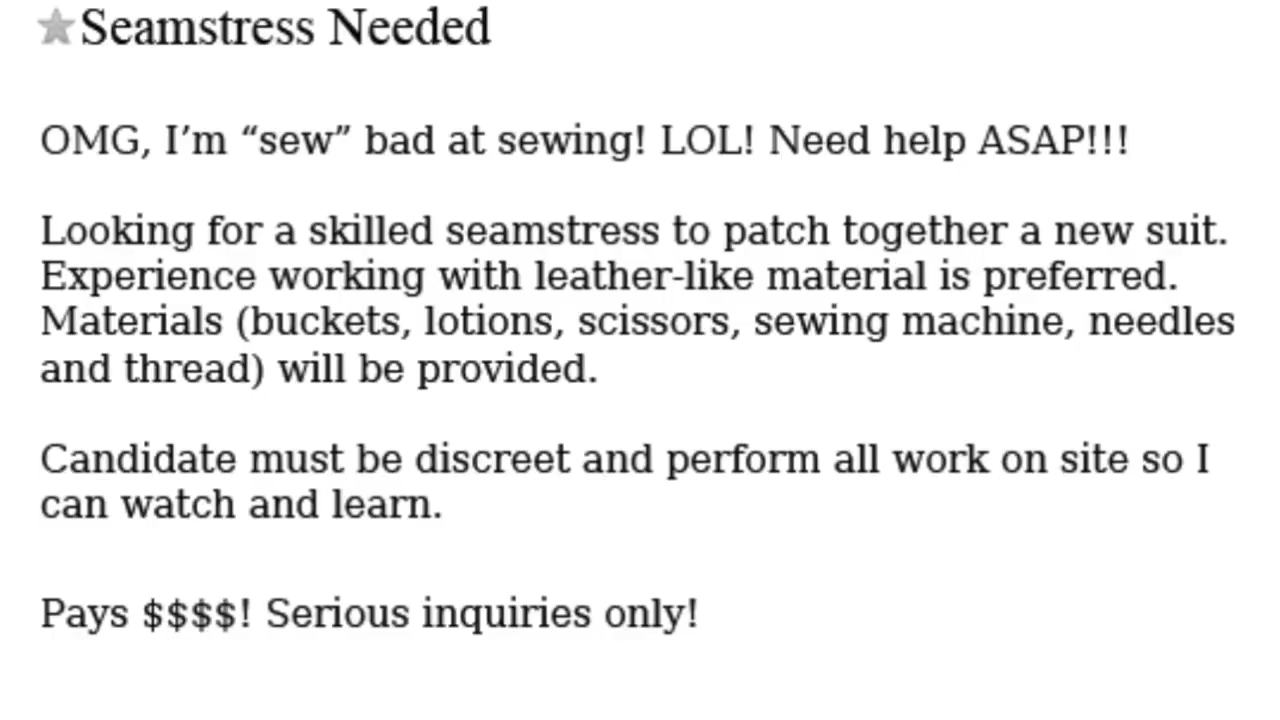 ★Seamstress Needed
OMG, I’m “sew” bad at sewing! LOL! Need help ASAP!!!
Looking for a skilled seamstress to patch together a new suit.
Experience working with leather-like material is preferred.
Materials (buckets, lotions, scissors, sewing machine, needles
and thread) will be provided.
Candidate must be discreet and perform all work on site so I
can watch and learn.
Pays $$$$! Serious inquiries only!